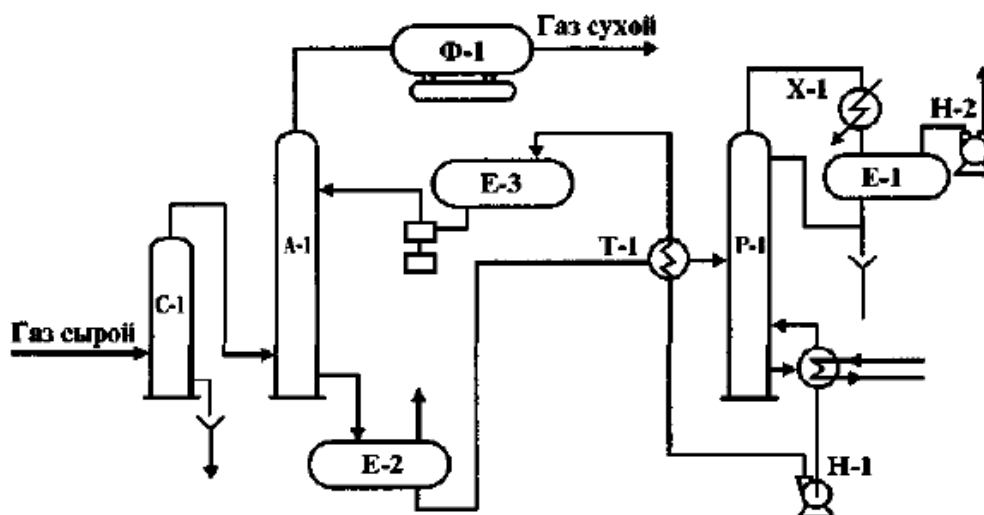 Газ сухой
Ф-1
Х-1
Н-2
Е-3
Е-1
А-1
Т-1
Р-1
С-1
Газ сырой
Е-2
Н-1